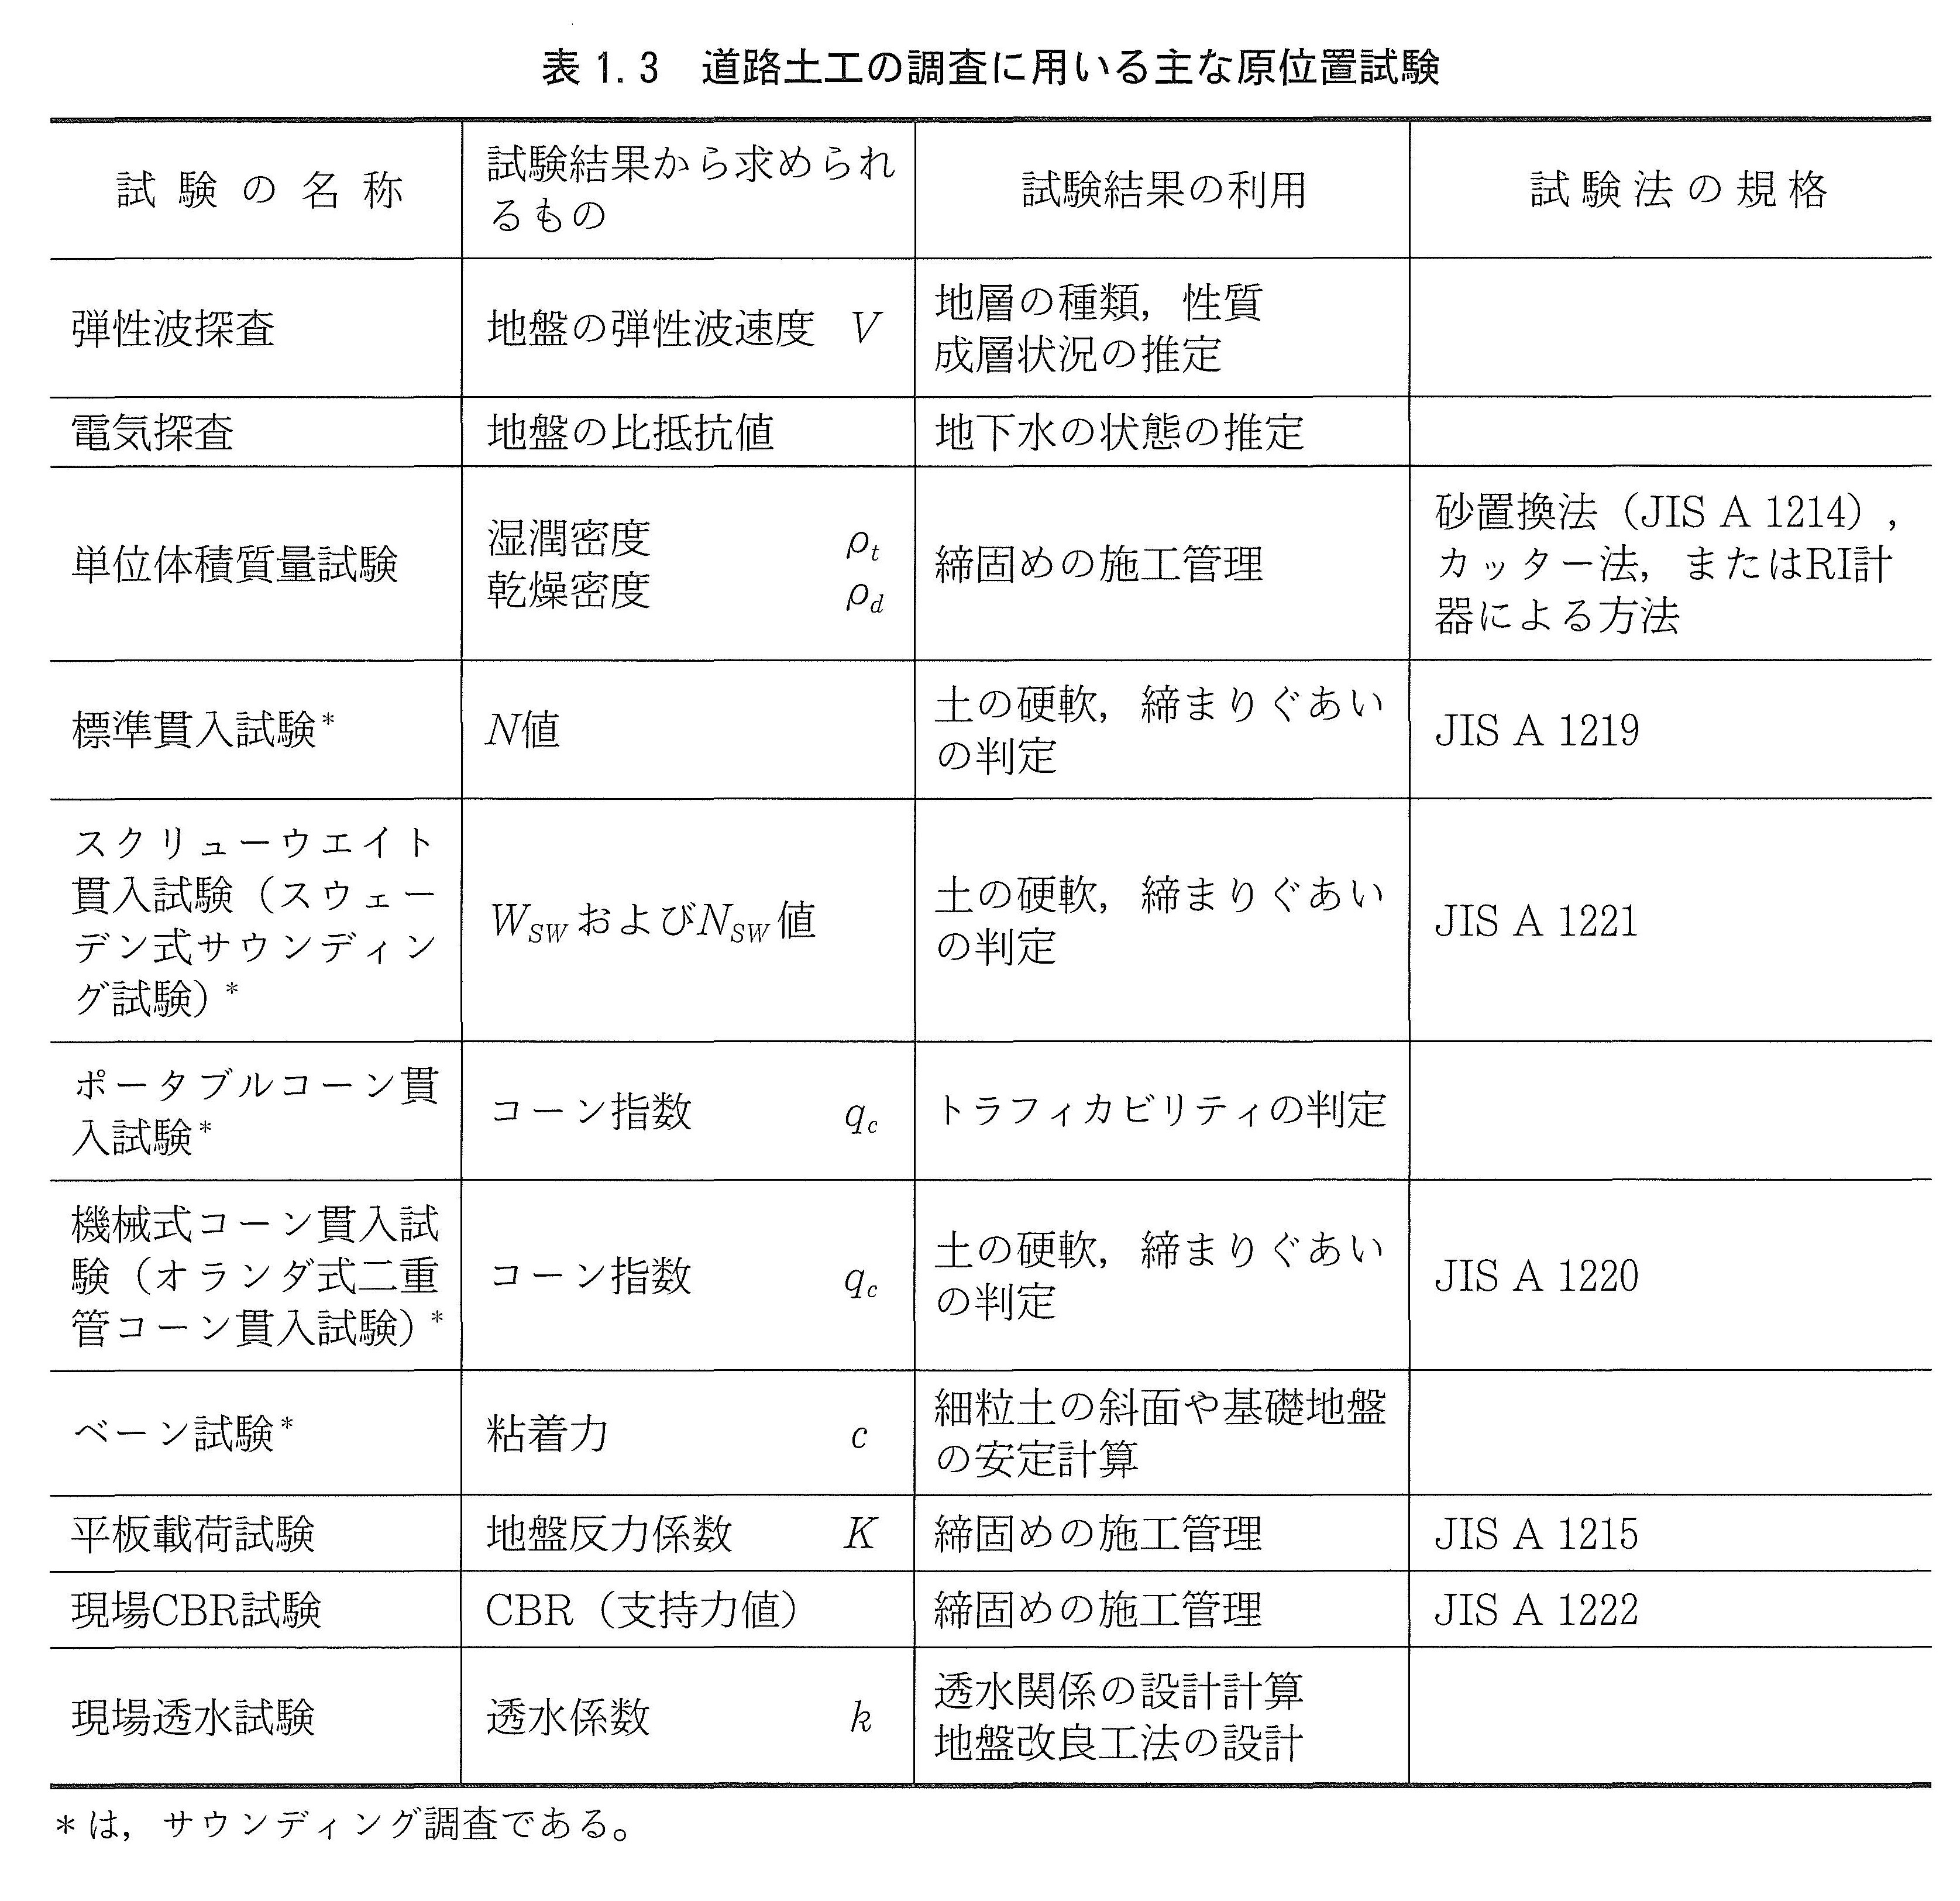 表 1.3 道路土工の調査に用いる主な原位置試験
試験の名称
試験結果から求められ
るもの
試験結果の利用
試験法の規格
弾性波探査
地盤の弾性波速度 V
地層の種類，性質
成層状況の推定
電気探査
地盤の比抵抗値
地下水の状態の推定
単位体積質量試験
湿潤密度 ρt
乾燥密度 ρd
締固めの施工管理
砂置換法（JIS A 1214），
カッター法，またはRI計
器による方法
標準貫入試験*
N値
土の硬軟，締まりぐあい
の判定
JIS A 1219
スクリューウエイト
貫入試験（スウェー
デン式サウンディン
グ試験）*
WSWおよびNSW値
土の硬軟，締まりぐあい
の判定
JIS A 1221
ポータブルコーン貫
入試験*
コーン指数 qc
トラフィカビリティの判定
機械式コーン貫入試
験（オランダ式二重
管コーン貫入試験）*
コーン指数 qc
土の硬軟，締まりぐあい
の判定
JIS A 1220
ベーン試験*
粘着力 c
細粒土の斜面や基礎地盤
の安定計算
平板載荷試験
地盤反力係数 K
締固めの施工管理
JIS A 1215
現場CBR試験
CBR（支持力値）
締固めの施工管理
JIS A 1222
現場透水試験
透水係数 k
透水関係の設計計算
地盤改良工法の設計
＊は，サウンディング調査である。